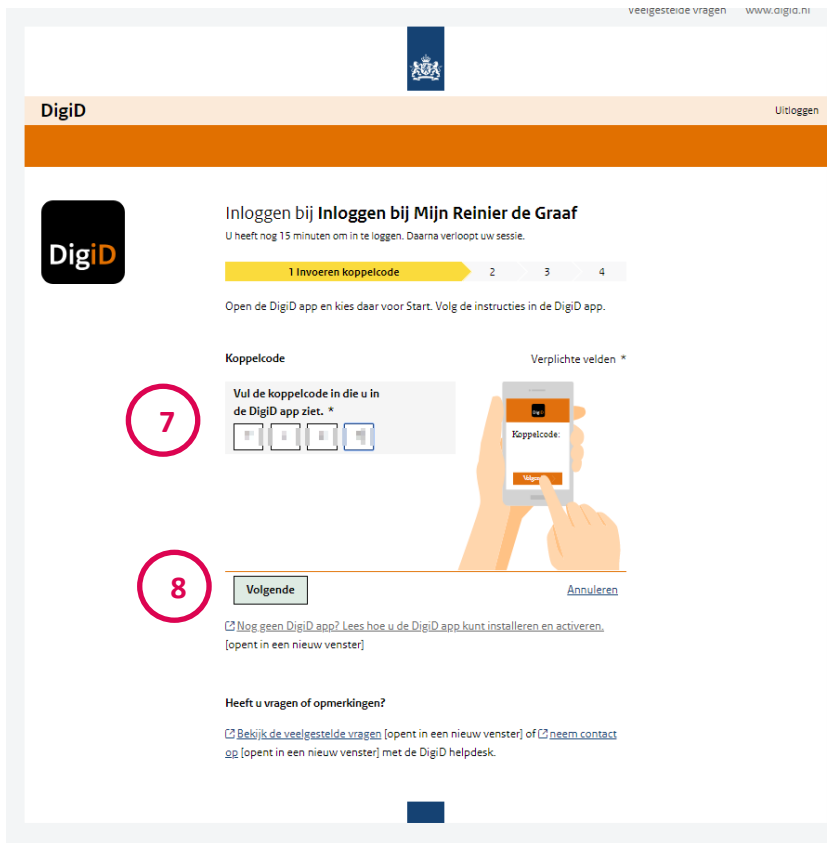 Veelgestelde vragen www.digid.nl
DigiD
Uitloggen
DigiD
Inloggen bij Inloggen bij Mijn Reinier de Graaf
U heeft nog 15 minuten om in te loggen. Daarna verloopt uw sessie.
1 Invoeren koppelcode 2 3 4
Open de DigiD app en kies daar voor Start. Volg de instructies in de DigiD app.
Koppelcode
Verplichte velden *
7
Vul de koppelcode in die u in
de DigiD app ziet. *
DigiD
Koppelcode:
8
Volgende
Annuleren
Nog geen DigiD app? Lees hoe u de DigiD app kunt installeren en activeren.
[opent in een nieuw venster]
Heeft u vragen of opmerkingen?
Bekijk de veelgestelde vragen [opent in een nieuw venster] of neem contact
op [opent in een nieuw venster] met de DigiD helpdesk.